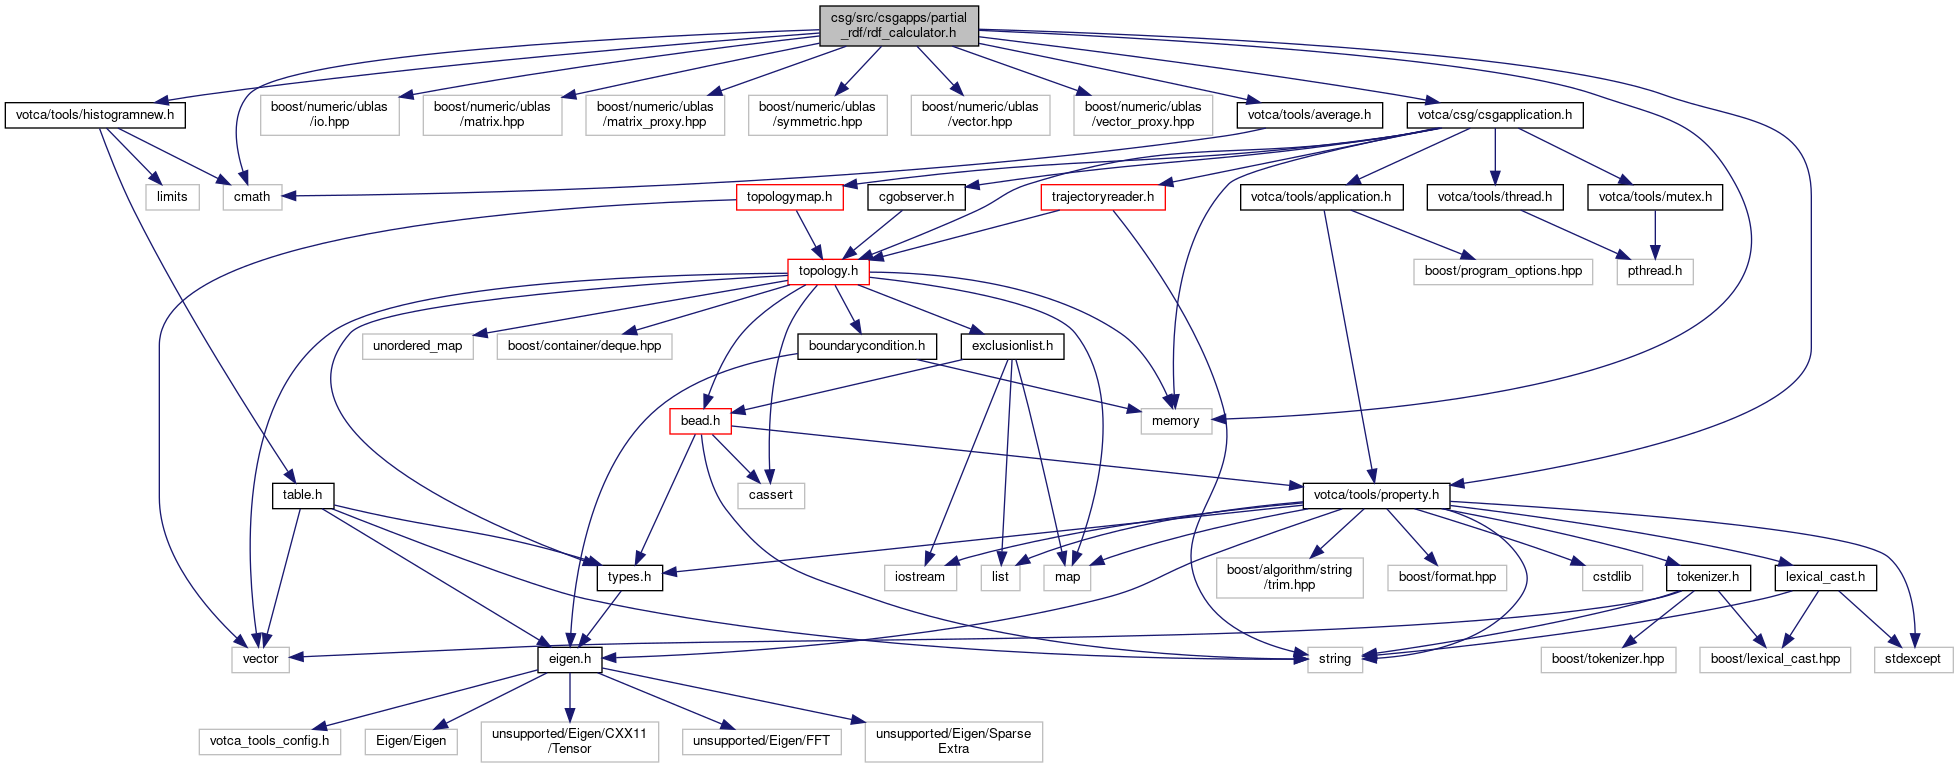 csg/src/csgapps/partial
_rdf/rdf_calculator.h
votca/tools/histogramnew.h
boost/numeric/ublas
/io.hpp
boost/numeric/ublas
/matrix.hpp
boost/numeric/ublas
/matrix_proxy.hpp
boost/numeric/ublas
/symmetric.hpp
boost/numeric/ublas
/vector.hpp
boost/numeric/ublas
/vector_proxy.hpp
votca/tools/average.h
votca/csg/csgapplication.h
limits
cmath
topologymap.h
cgobserver.h
trajectoryreader.h
votca/tools/application.h
votca/tools/thread.h
votca/tools/mutex.h
topology.h
boost/program_options.hpp
pthread.h
unordered_map
boost/container/deque.hpp
boundarycondition.h
exclusionlist.h
bead.h
memory
table.h
cassert
votca/tools/property.h
types.h
iostream
list
map
boost/algorithm/string
/trim.hpp
boost/format.hpp
cstdlib
tokenizer.h
lexical_cast.h
vector
eigen.h
string
boost/tokenizer.hpp
boost/lexical_cast.hpp
stdexcept
votca_tools_config.h
Eigen/Eigen
unsupported/Eigen/CXX11
/Tensor
unsupported/Eigen/FFT
unsupported/Eigen/Sparse
Extra